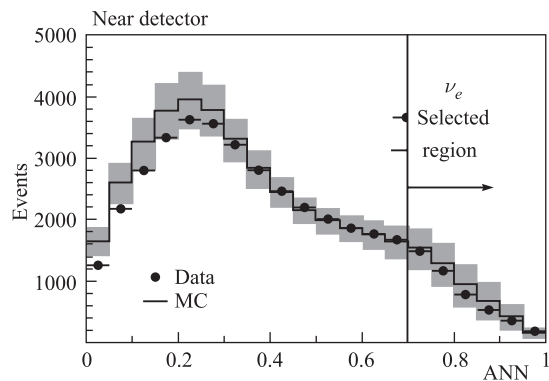 Near detector
5000
4000
3000
2000
1000
Events
νₑ
Selected
region
Data
MC
0 0.2 0.4 0.6 0.8 1
ANN